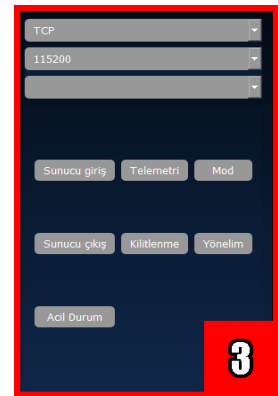 TCP
115200
Sunucu giriş Telemetri Mod
Sunucu çıkış Kilitlenme Yönelim
Acil Durum
3